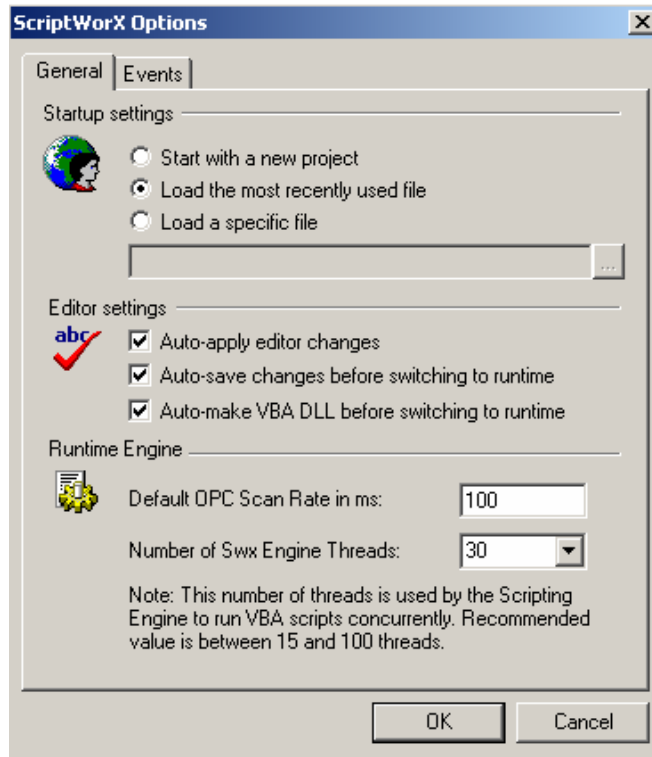 ScriptWorX Options
General Events
Startup settings
Start with a new project
Load the most recently used file
Load a specific file
...
Editor settings
abc
Auto-apply editor changes
Auto-save changes before switching to runtime
Auto-make VBA DLL before switching to runtime
Runtime Engine
Default OPC Scan Rate in ms: 100
Number of Swx Engine Threads: 30
Note: This number of threads is used by the Scripting
Engine to run VBA scripts concurrently. Recommended
value is between 15 and 100 threads.
OK Cancel